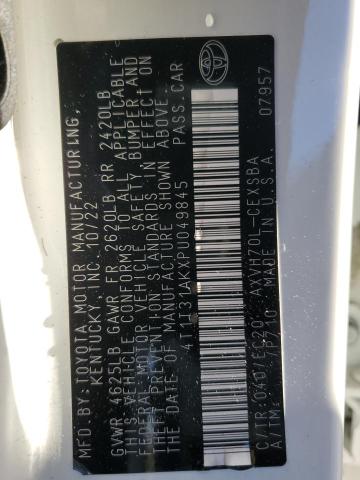 MFD.BY:TOYOTA MOTOR MANUFACTURING,
KENTUCKY, INC. 10/22
GVWR 4625LB GAWR FR 2620LB RR 2420LB
THIS VEHICLE CONFORMS TO ALL APPLICABLE
FEDERAL MOTOR VEHICLE SAFETY, BUMPER AND
THEFT PREVENTION STANDARDS IN EFFECT ON
THE DATE OF MANUFACTURE SHOWN ABOVE.
4T1G31AKXPU049845 PASS.CAR
C/TR:040/EC20 AXVH70L-CEXSBA
A/TM: /P710 MADE IN U.S.A. 07957